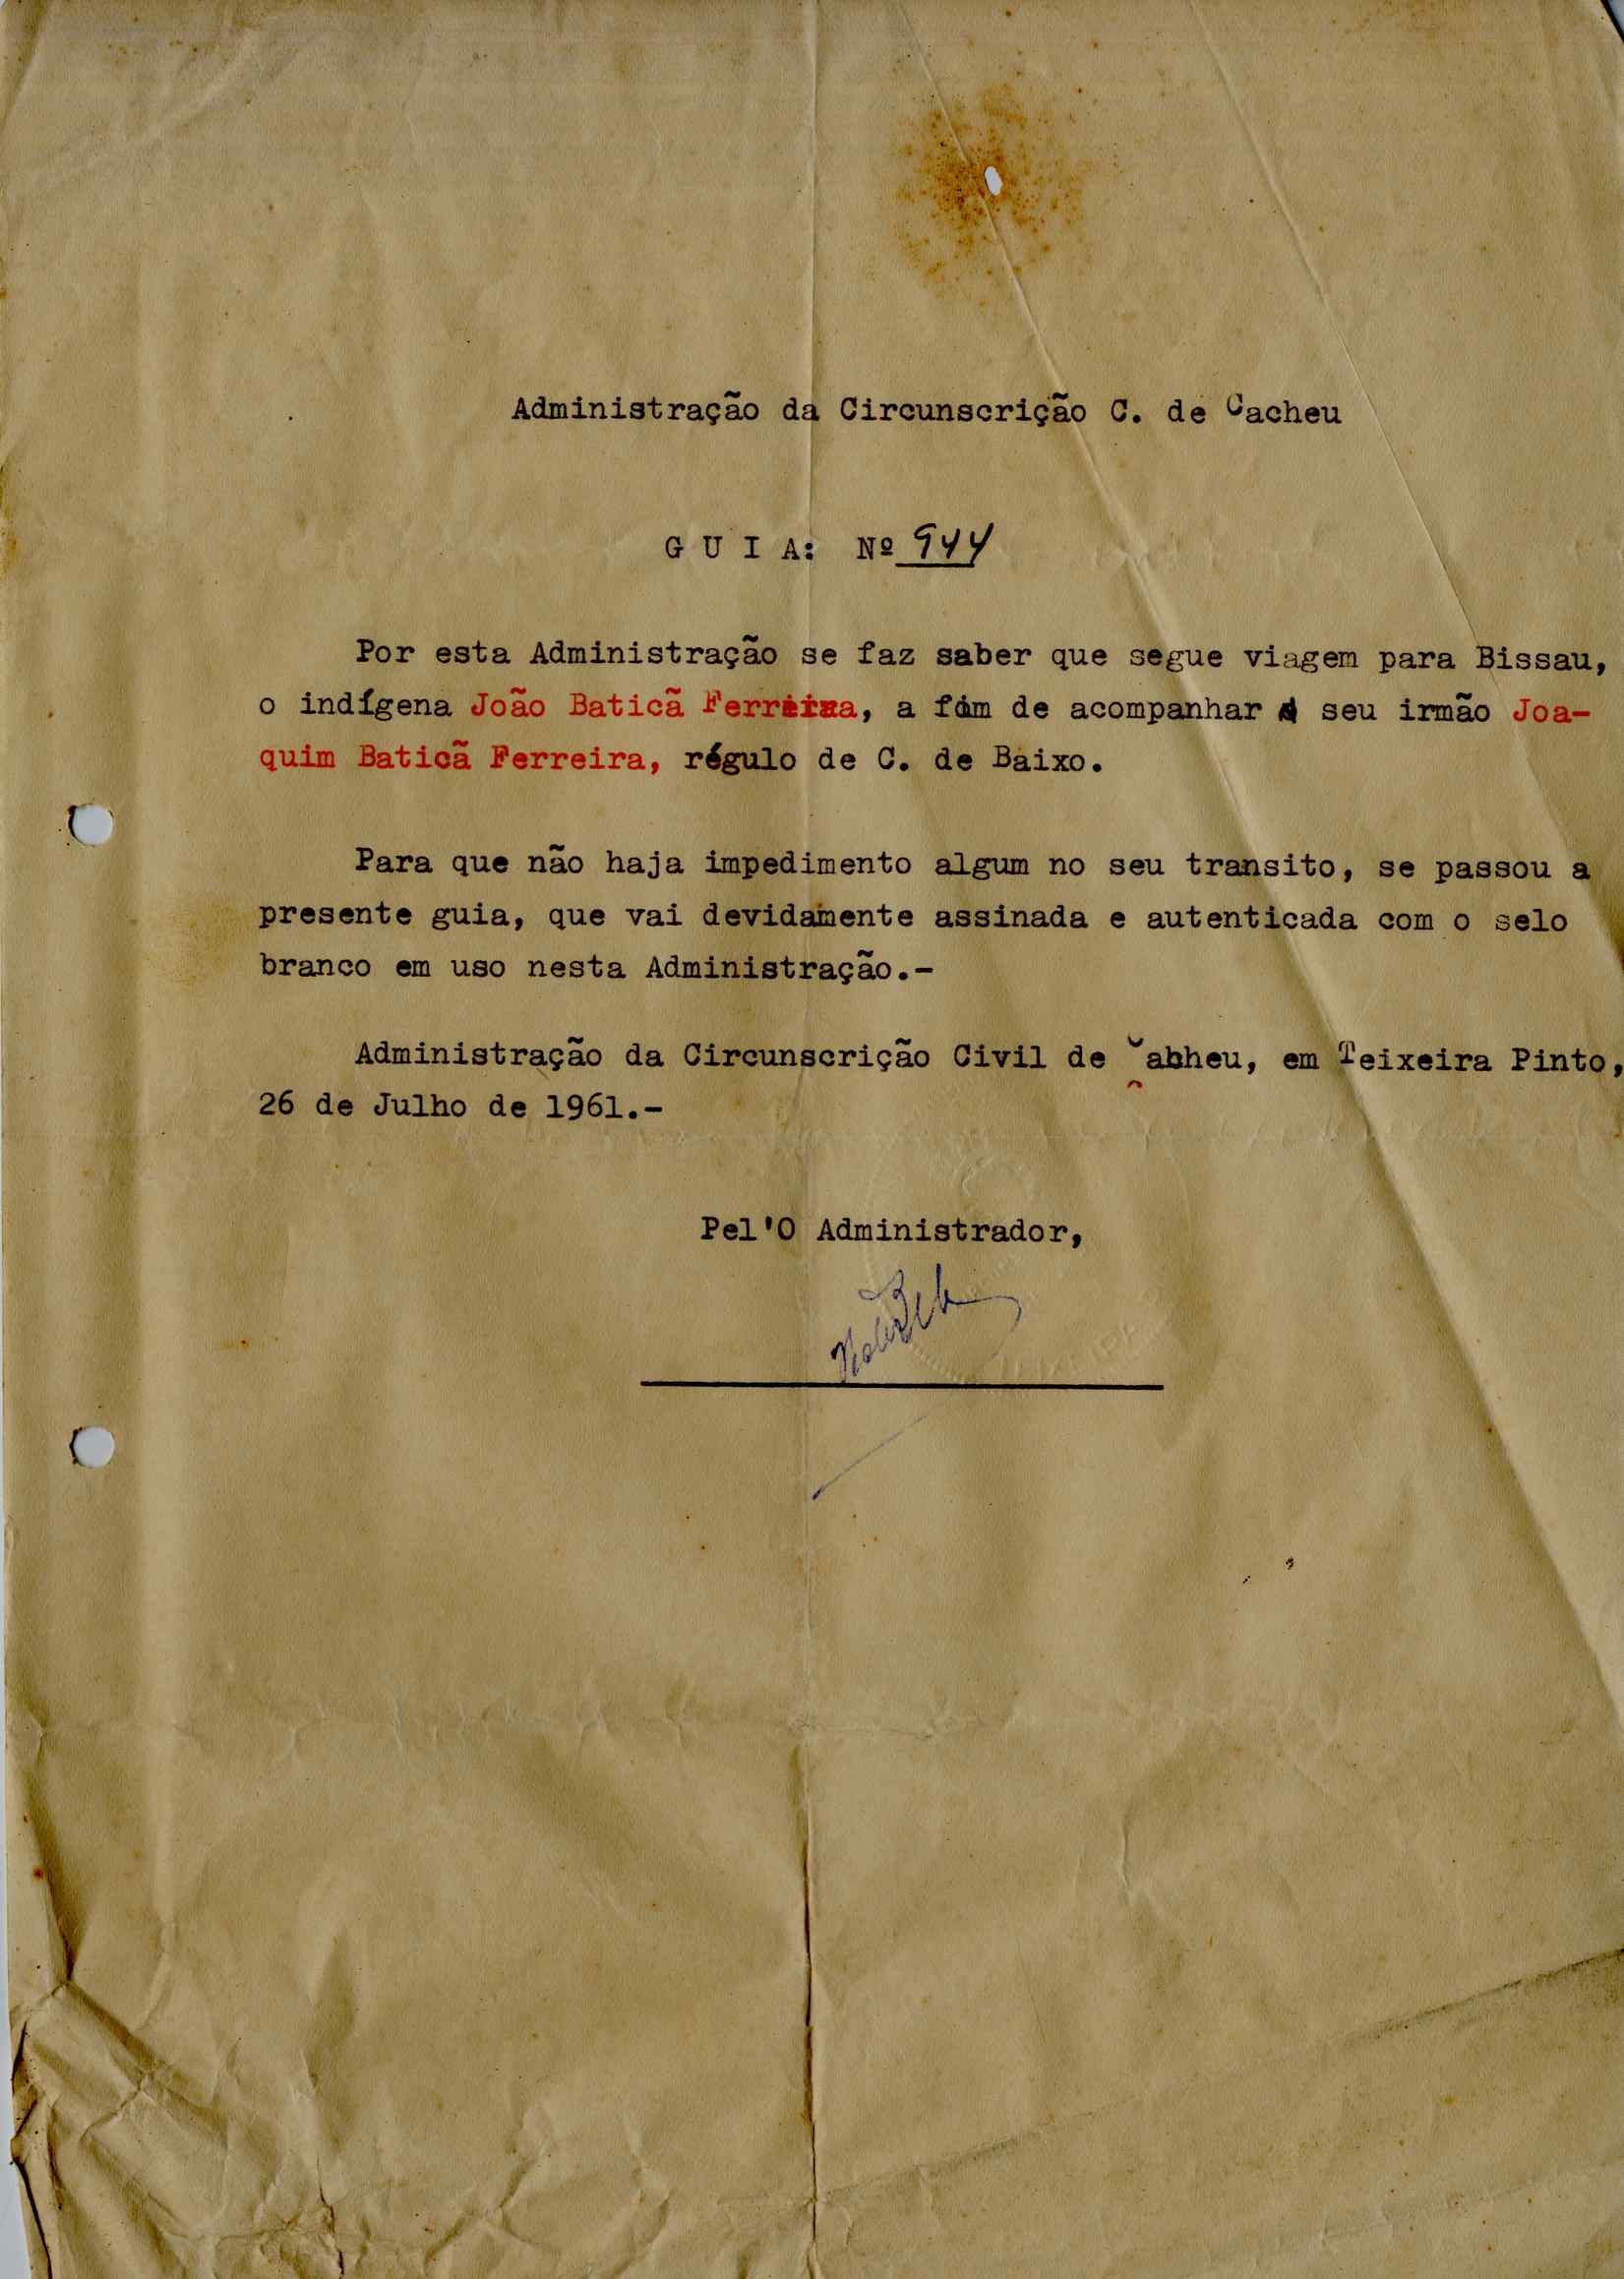 Administração da Circunscrição C. de Cacheu
G U I A: Nº 944
Por esta Administração se faz saber que segue viagem para Bissau,
o indígena João Baticã Ferreira, a fim de acompanhar o seu irmão Joa-
quim Baticã Ferreira, régulo de C. de Baixo.
Para que não haja impedimento algum no seu transito, se passou a
presente guia, que vai devidamente assinada e autenticada com o selo
branco em uso nesta Administração.-
Administração da Circunscrição Civil de Cabheu, em Teixeira Pinto,
26 de Julho de 1961.-
Pel'O Administrador,